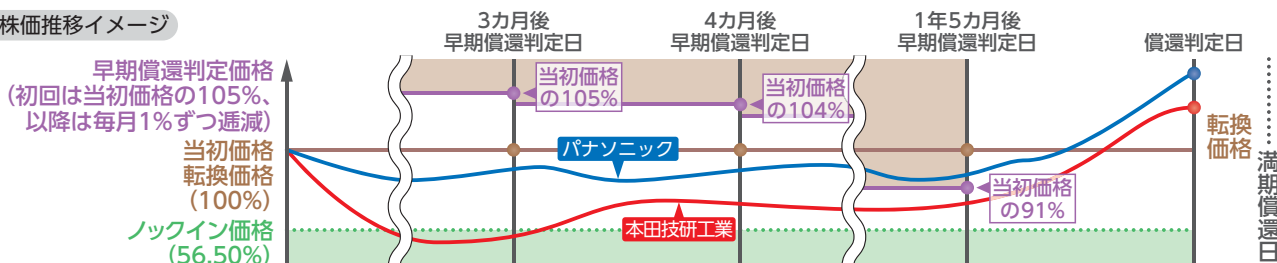 株価推移イメージ
3カ月後
早期償還判定日
4カ月後
早期償還判定日
1年5カ月後
早期償還判定日
償還判定日
早期償還判定価格
(初回は当初価格の105%、
以降は毎月1%ずつ逓減)
当初価格
転換価格
(100%)
ノックイン価格
(56.50%)
当初価格
の105%
当初価格
の104%
パナソニック
本田技研工業
当初価格
の91%
転換
価格
満期償還日